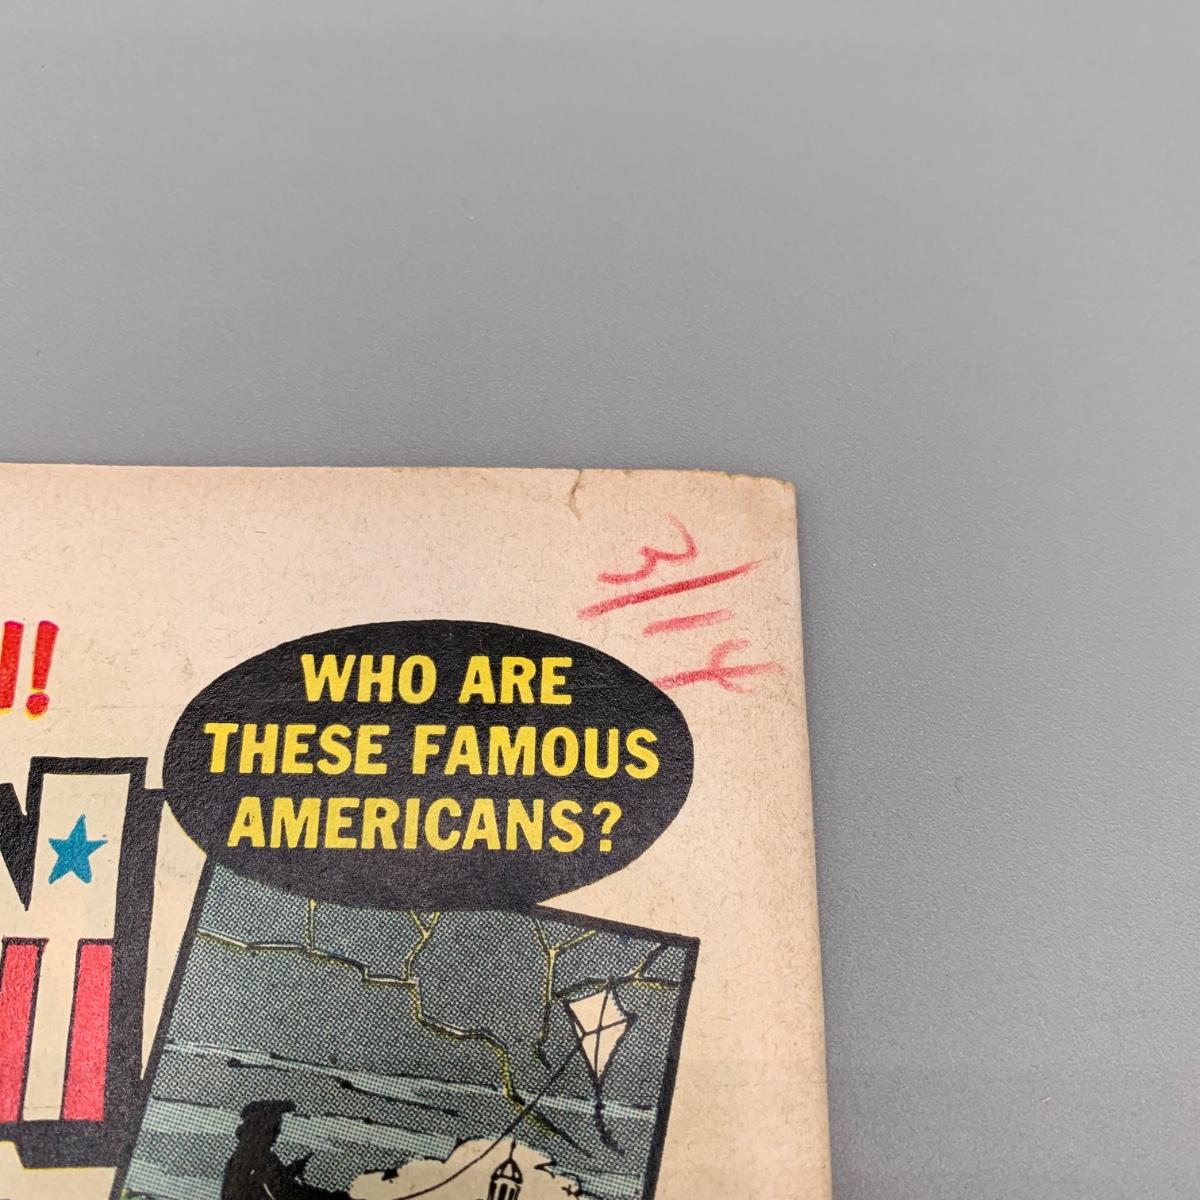 3/14
!!
WHO ARE
THESE FAMOUS
AMERICANS?
N